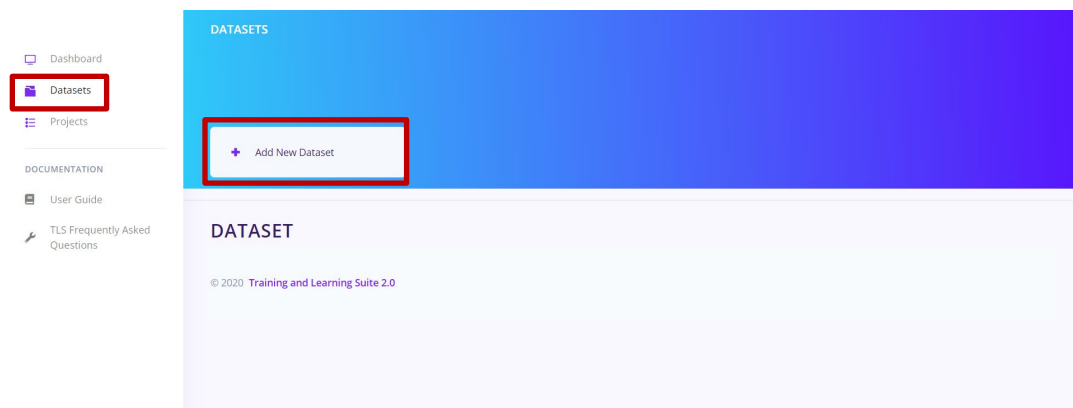 DATASETS
Dashboard
Datasets
Projects
DOCUMENTATION
User Guide
TLS Frequently Asked
Questions
Add New Dataset
DATASET
© 2020 Training and Learning Suite 2.0